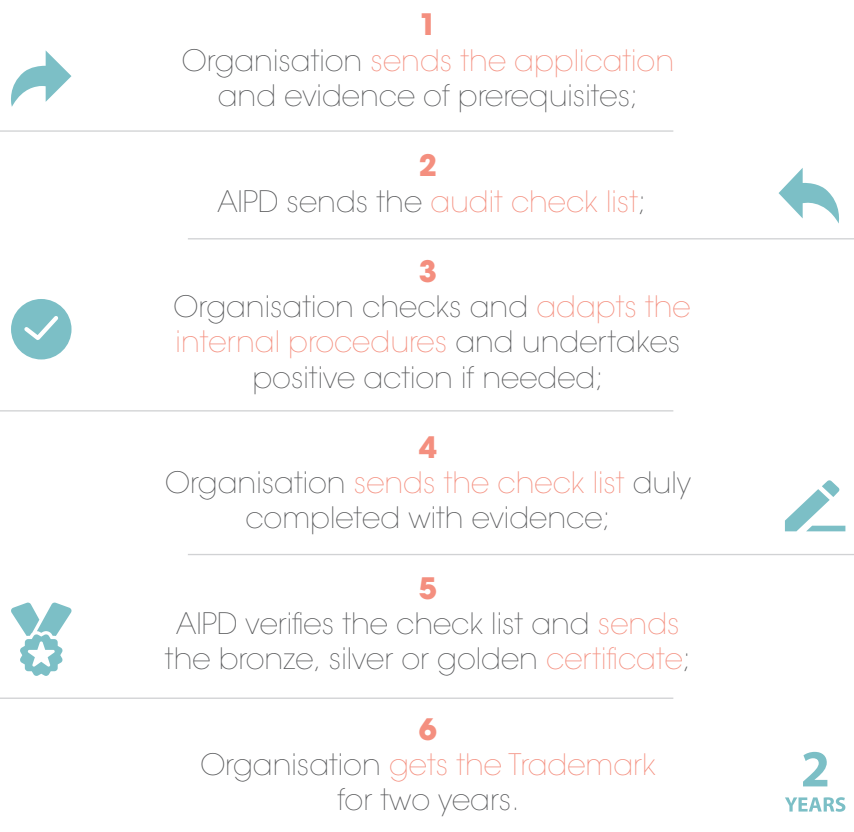 1
Organisation sends the application
and evidence of prerequisites;
2
AIPD sends the audit check list;
3
Organisation checks and adapts the
internal procedures and undertakes
positive action if needed;
4
Organisation sends the check list duly
completed with evidence;
5
AIPD verifies the check list and sends
the bronze, silver or golden certificate;
6
Organisation gets the Trademark
for two years.
2
YEARS